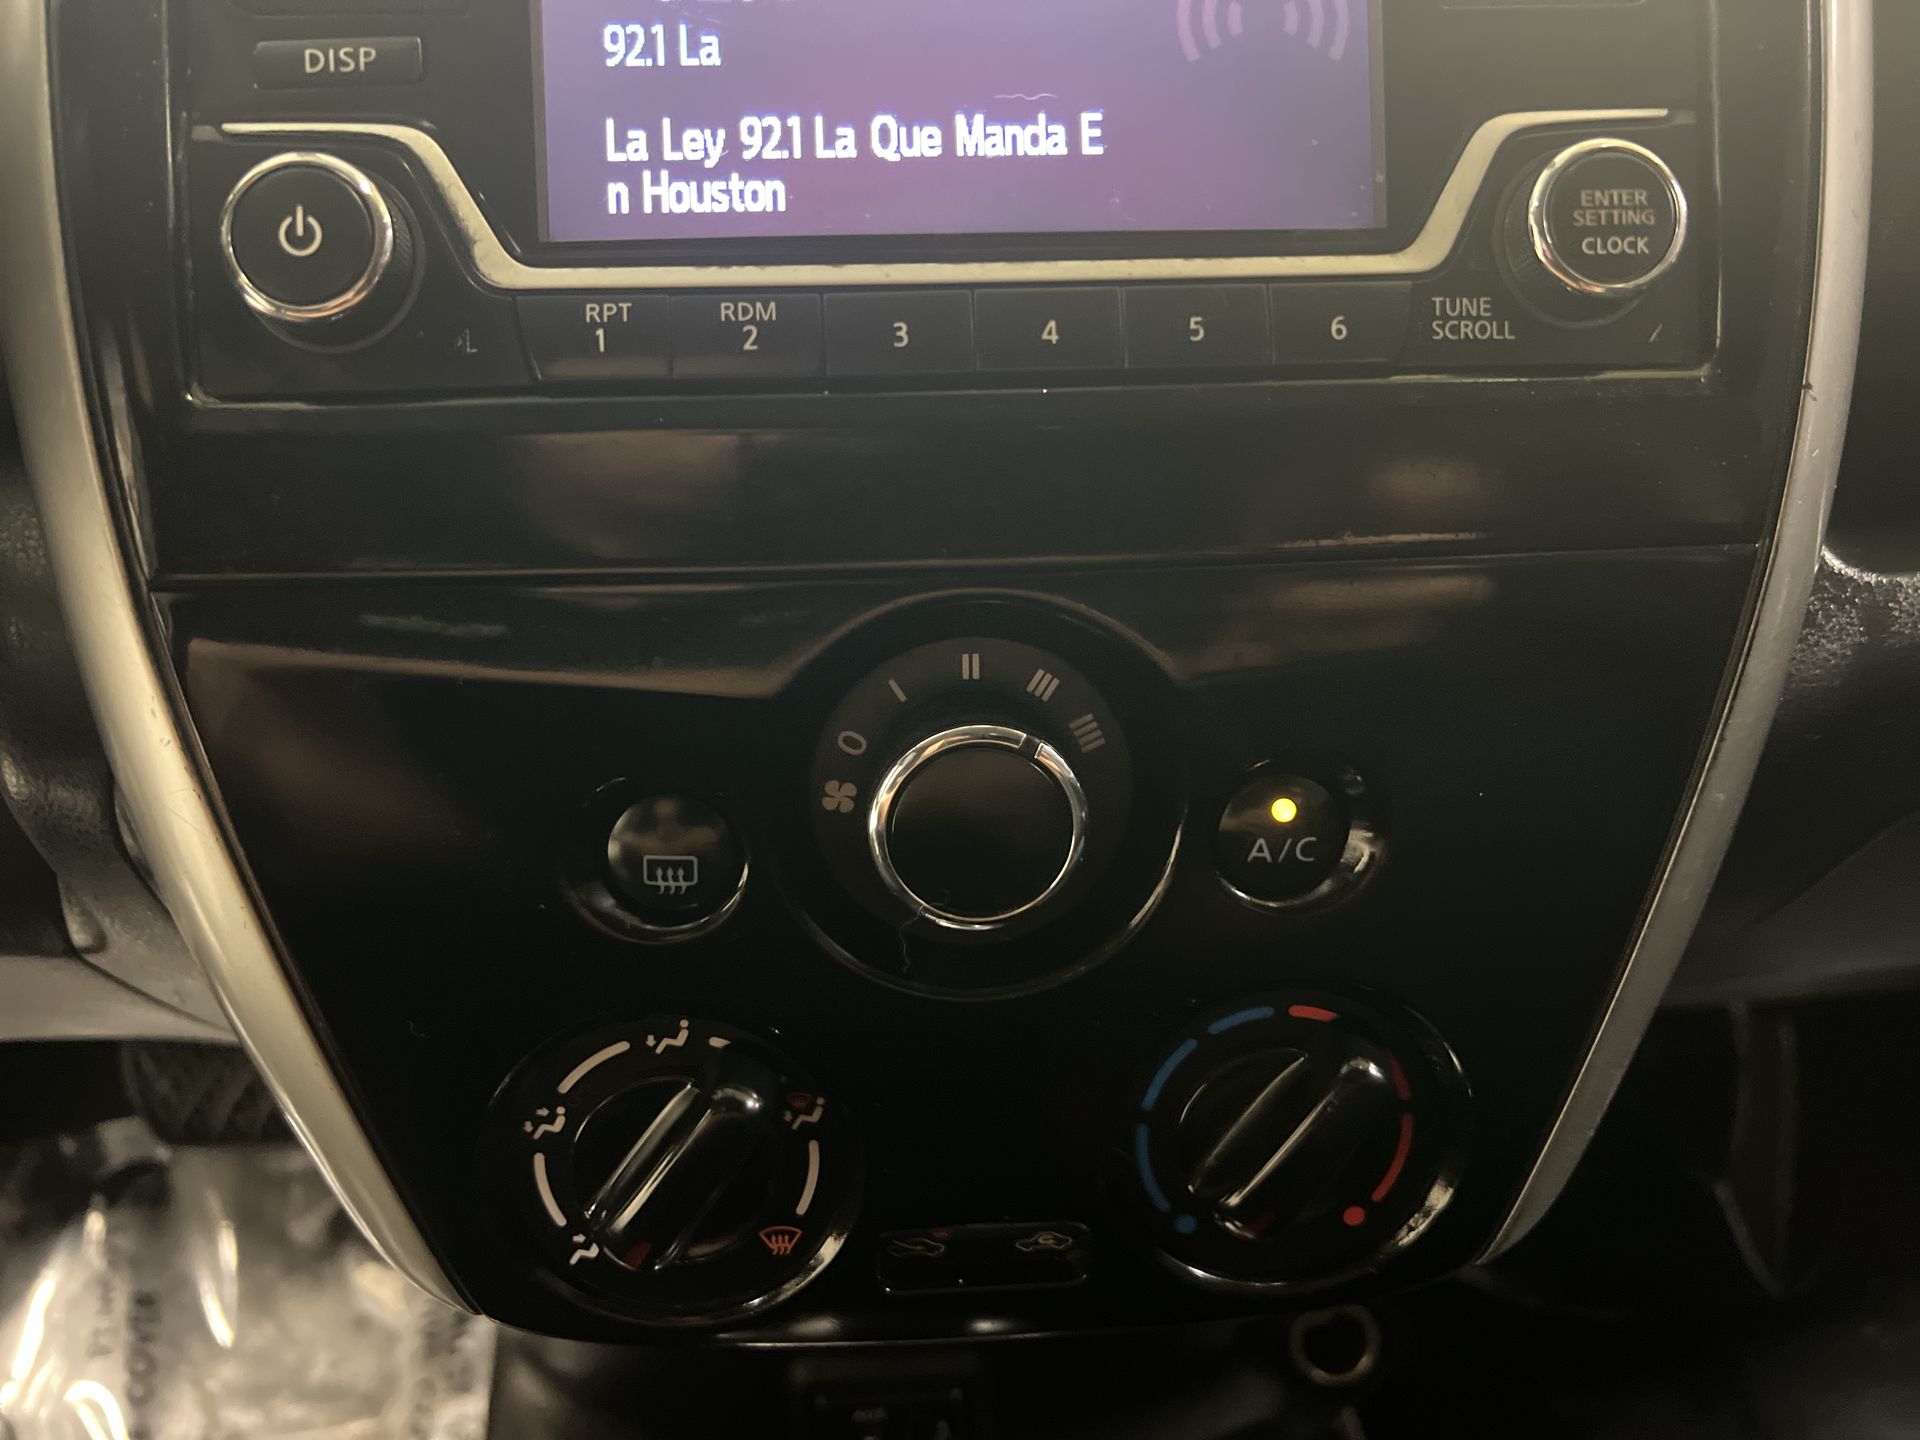 DISP
92.1 La
La Ley 92.1 La Que Manda E
n Houston
ENTER
SETTING
CLOCK
RPT
1
RDM
2
3
4
5
6
TUNE
SCROLL
0
I
II
III
IIII
A/C